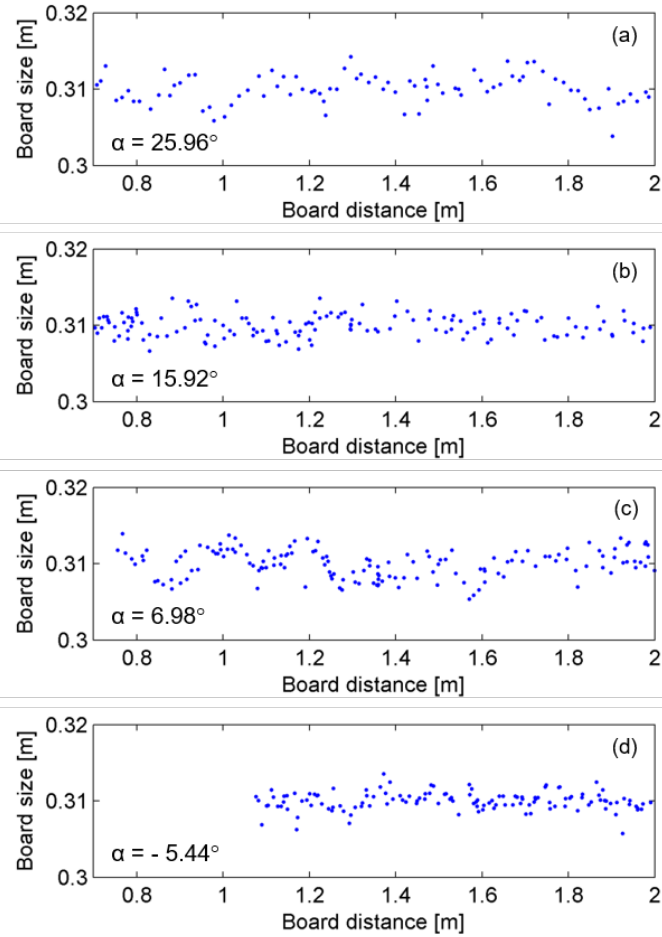 0.32
(a)
Board size [m]
0.31
α = 25.96°
0.3
0.8 1 1.2 1.4 1.6 1.8 2
Board distance [m]
0.32
(b)
Board size [m]
0.31
α = 15.92°
0.3
0.8 1 1.2 1.4 1.6 1.8 2
Board distance [m]
0.32
(c)
Board size [m]
0.31
α = 6.98°
0.3
0.8 1 1.2 1.4 1.6 1.8 2
Board distance [m]
0.32
(d)
Board size [m]
0.31
α = - 5.44°
0.3
0.8 1 1.2 1.4 1.6 1.8 2
Board distance [m]